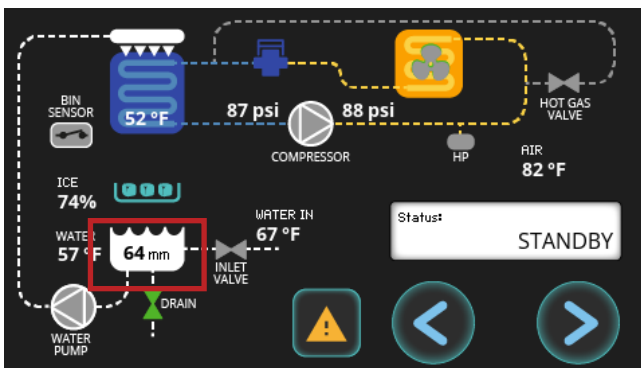 BIN
SENSOR
52 °F
87 psi
88 psi
COMPRESSOR
HP
HOT GAS
VALVE
AIR
82 °F
ICE
74%
WATER
57 °F
64 mm
WATER IN
67 °F
INLET
VALVE
DRAIN
WATER
PUMP
Status:
STANDBY